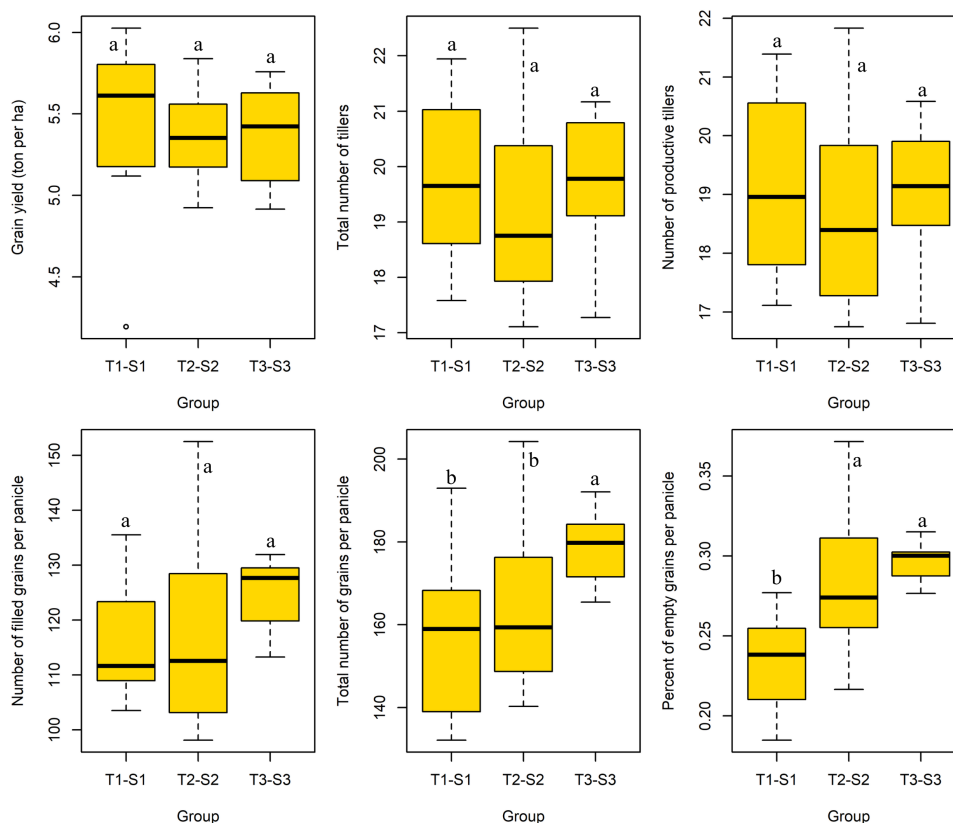 Grain yield (ton per ha)
6.0
5.5
5.0
4.5
a
a
a
T1-S1
T2-S2
T3-S3
Group
Total number of tillers
22
21
20
19
18
17
a
a
a
T1-S1
T2-S2
T3-S3
Group
Number of productive tillers
22
21
20
19
18
17
a
a
a
T1-S1
T2-S2
T3-S3
Group
Number of filled grains per panicle
150
140
130
120
110
100
a
a
a
T1-S1
T2-S2
T3-S3
Group
Total number of grains per panicle
200
180
160
140
b
b
a
T1-S1
T2-S2
T3-S3
Group
Percent of empty grains per panicle
0.35
0.30
0.25
0.20
b
a
a
T1-S1
T2-S2
T3-S3
Group